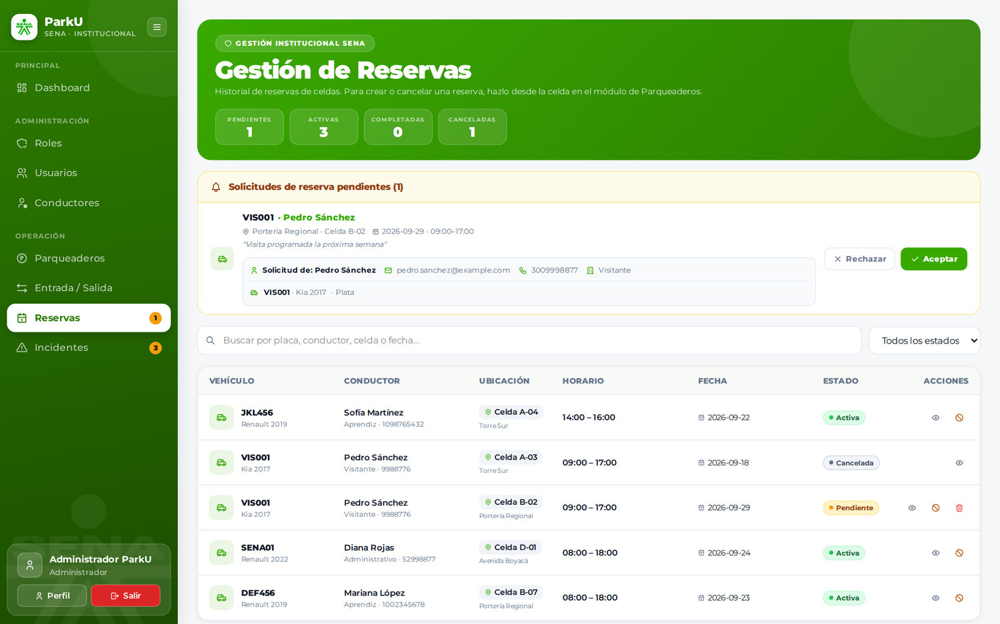 SENA
ParkU
SENA · INSTITUCIONAL
PRINCIPAL
Dashboard
ADMINISTRACIÓN
Roles
Usuarios
Conductores
OPERACIÓN
Parqueaderos
Entrada / Salida
Reservas 1
Incidentes 3
SENA
Administrador ParkU
Administrador
Perfil
Salir
GESTIÓN INSTITUCIONAL SENA
Gestión de Reservas
Historial de reservas de celdas. Para crear o cancelar una reserva, hazlo desde la celda en el módulo de Parqueaderos.
PENDIENTES
1
ACTIVAS
3
COMPLETADAS
0
CANCELADAS
1
Solicitudes de reserva pendientes (1)
VIS001 · Pedro Sánchez
Portería Regional · Celda B-02 2026-09-29 · 09:00–17:00
"Visita programada la próxima semana"
Solicitud de: Pedro Sánchez pedro.sanchez@example.com 3009998877 Visitante
VIS001 · Kia 2017 · Plata
Rechazar
Aceptar
Buscar por placa, conductor, celda o fecha...
Todos los estados
VEHÍCULO CONDUCTOR UBICACIÓN HORARIO FECHA ESTADO ACCIONES
JKL456 Sofía Martínez Celda A-04 14:00 – 16:00 2026-09-22 Activa
Renault 2019 Aprendiz · 1098765432 Torre Sur
VIS001 Pedro Sánchez Celda A-03 09:00 – 17:00 2026-09-18 Cancelada
Kia 2017 Visitante · 9988776 Torre Sur
VIS001 Pedro Sánchez Celda B-02 09:00 – 17:00 2026-09-29 Pendiente
Kia 2017 Visitante · 9988776 Portería Regional
SENA01 Diana Rojas Celda D-01 08:00 – 18:00 2026-09-24 Activa
Renault 2022 Administrativo · 52998877 Avenida Boyacá
DEF456 Mariana López Celda B-07 08:00 – 18:00 2026-09-23 Activa
Renault 2019 Aprendiz · 1002345678 Portería Regional